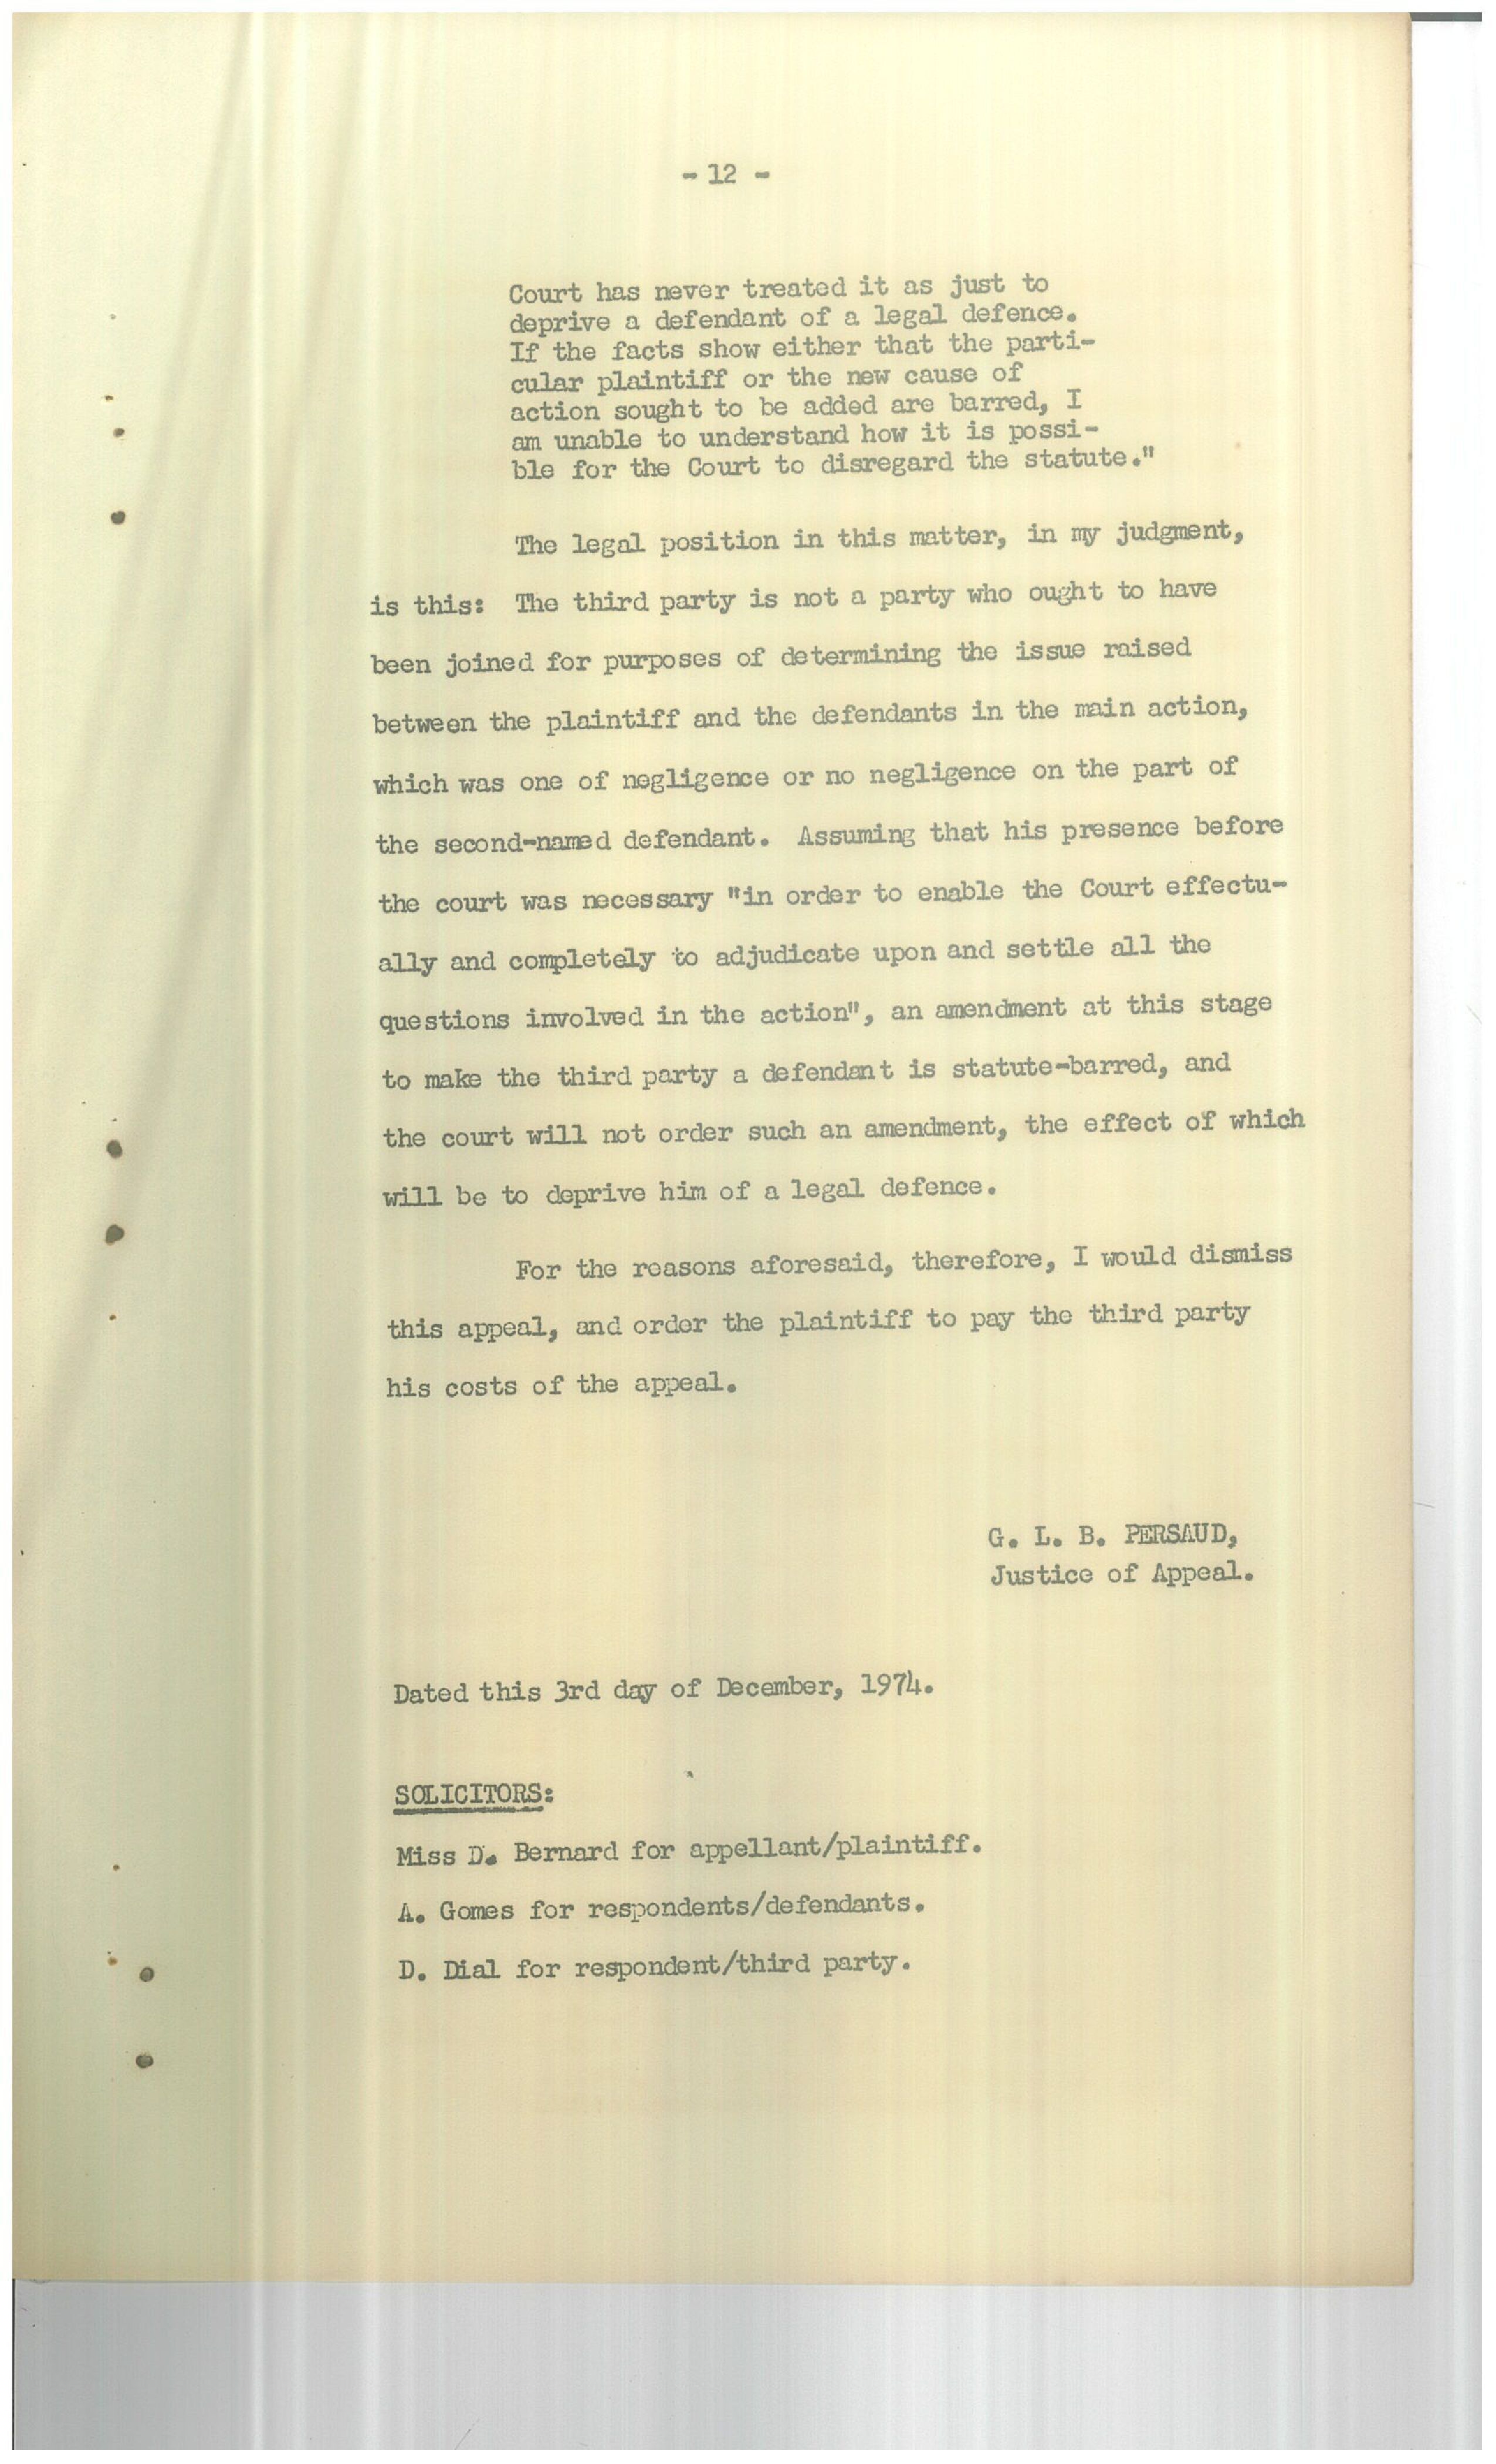 - 12 -
Court has never treated it as just to
deprive a defendant of a legal defence.
If the facts show either that the parti-
cular plaintiff or the new cause of
action sought to be added are barred, I
am unable to understand how it is possi-
ble for the Court to disregard the statute."
The legal position in this matter, in my judgment,
is this: The third party is not a party who ought to have
been joined for purposes of determining the issue raised
between the plaintiff and the defendants in the main action,
which was one of negligence or no negligence on the part of
the second-named defendant. Assuming that his presence before
the court was necessary "in order to enable the Court effectu-
ally and completely to adjudicate upon and settle all the
questions involved in the action", an amendment at this stage
to make the third party a defendant is statute-barred, and
the court will not order such an amendment, the effect of which
will be to deprive him of a legal defence.
For the reasons aforesaid, therefore, I would dismiss
this appeal, and order the plaintiff to pay the third party
his costs of the appeal.
G. L. B. PERSAUD,
Justice of Appeal.
Dated this 3rd day of December, 1974.
SOLICITORS:
Miss D. Bernard for appellant/plaintiff.
A. Gomes for respondents/defendants.
D. Dial for respondent/third party.